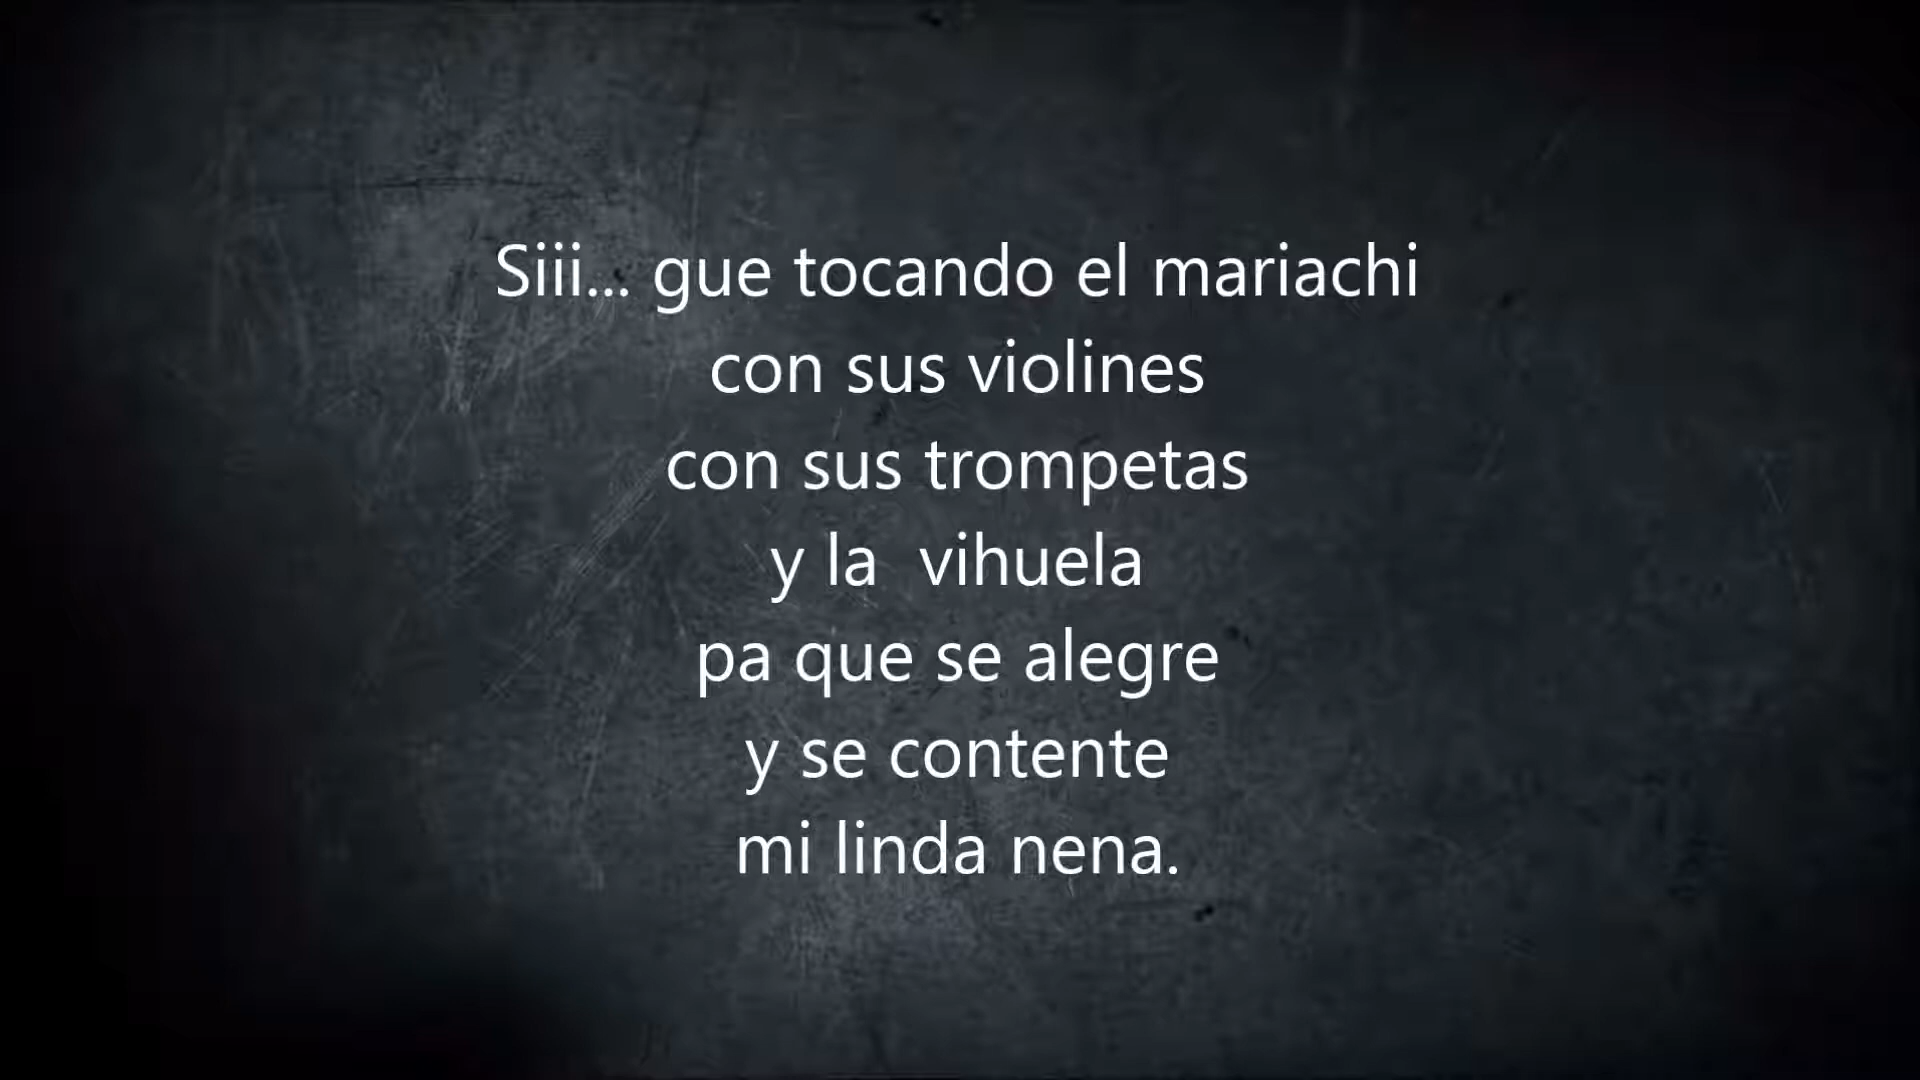 Siii... gue tocando el mariachi
con sus violines
con sus trompetas
y la  vihuela
pa que se alegre
y se contente
mi linda nena.